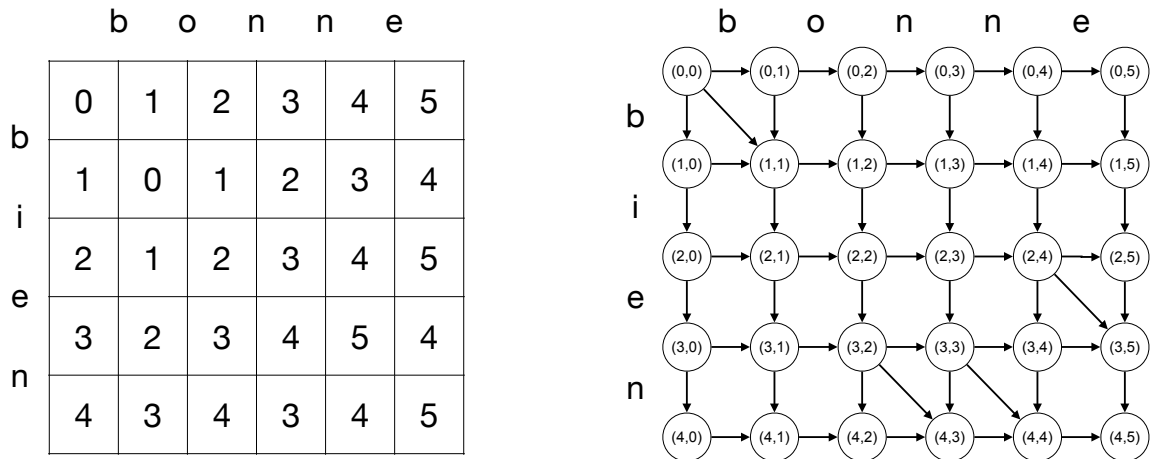 b o n n e
0 1 2 3 4 5
b
1 0 1 2 3 4
i
2 1 2 3 4 5
e
3 2 3 4 5 4
n
4 3 4 3 4 5
b o n n e
(0,0) (0,1) (0,2) (0,3) (0,4) (0,5)
b
(1,0) (1,1) (1,2) (1,3) (1,4) (1,5)
i
(2,0) (2,1) (2,2) (2,3) (2,4) (2,5)
e
(3,0) (3,1) (3,2) (3,3) (3,4) (3,5)
n
(4,0) (4,1) (4,2) (4,3) (4,4) (4,5)